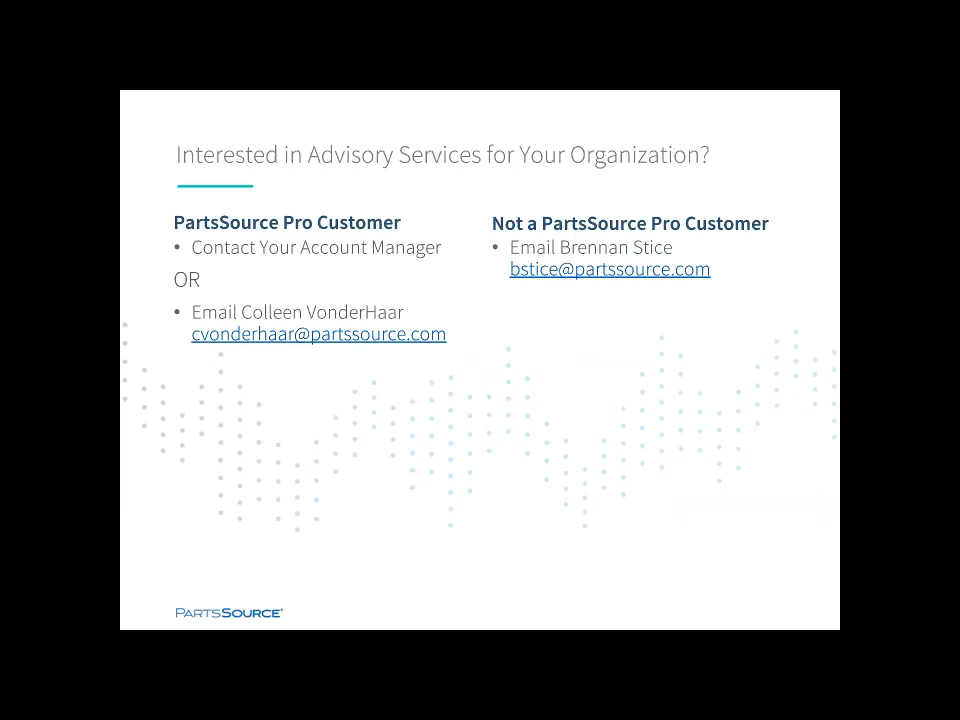 Interested in Advisory Services for Your Organization?
PartsSource Pro Customer
• Contact Your Account Manager
OR
• Email Colleen VonderHaar
cvonderhaar@partssource.com
Not a PartsSource Pro Customer
• Email Brennan Stice
bstice@partssource.com
PARTSSOURCE